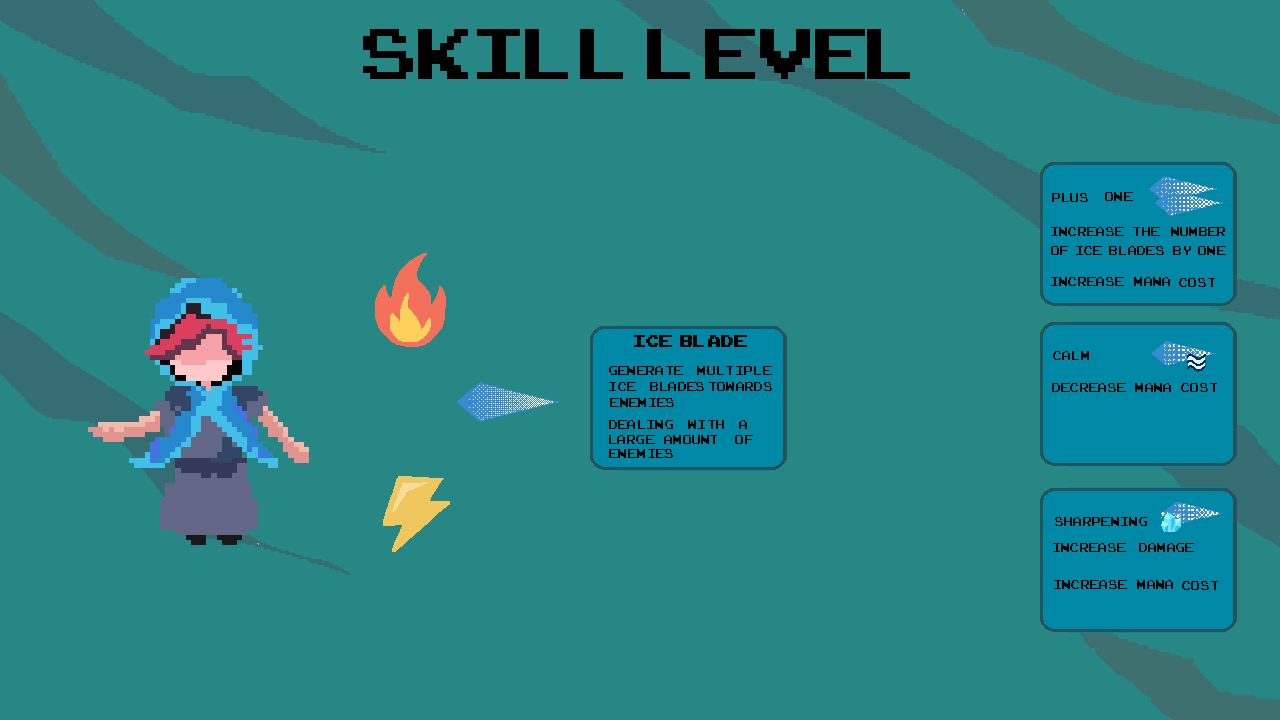 SKILL LEVEL
ICE BLADE
GENERATE MULTIPLE
ICE BLADES TOWARDS
ENEMIES
DEALING WITH A
LARGE AMOUNT OF
ENEMIES
PLUS ONE
INCREASE THE NUMBER
OF ICE BLADES BY ONE
INCREASE MANA COST
CALM
DECREASE MANA COST
SHARPENING
INCREASE DAMAGE
INCREASE MANA COST